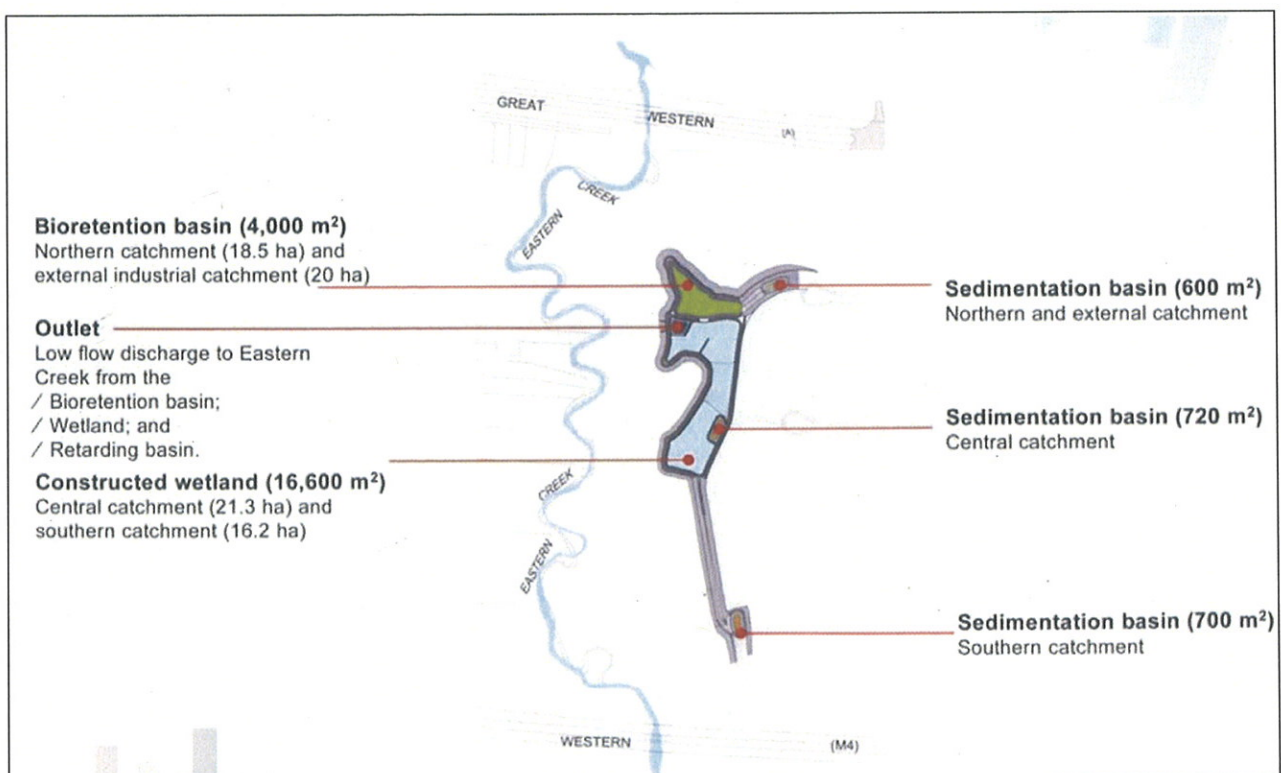 GREAT WESTERN (A)
CREEK
EASTERN
Bioretention basin (4,000 m²)
Northern catchment (18.5 ha) and
external industrial catchment (20 ha)
Outlet
Low flow discharge to Eastern
Creek from the
/ Bioretention basin;
/ Wetland; and
/ Retarding basin.
Constructed wetland (16,600 m²)
Central catchment (21.3 ha) and
southern catchment (16.2 ha)
Sedimentation basin (600 m²)
Northern and external catchment
Sedimentation basin (720 m²)
Central catchment
CREEK
EASTERN
Sedimentation basin (700 m²)
Southern catchment
WESTERN (M4)